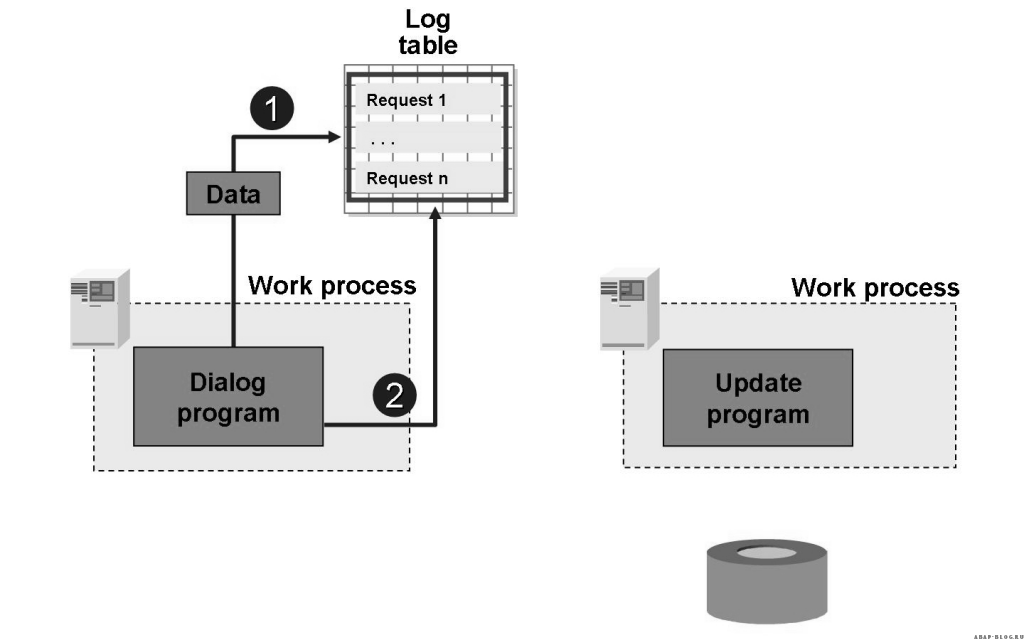 Log
table
1
Request 1
. . .
Request n
Data
Work process
Work process
Dialog
program
2
Update
program
ABAP-BLOG.RU